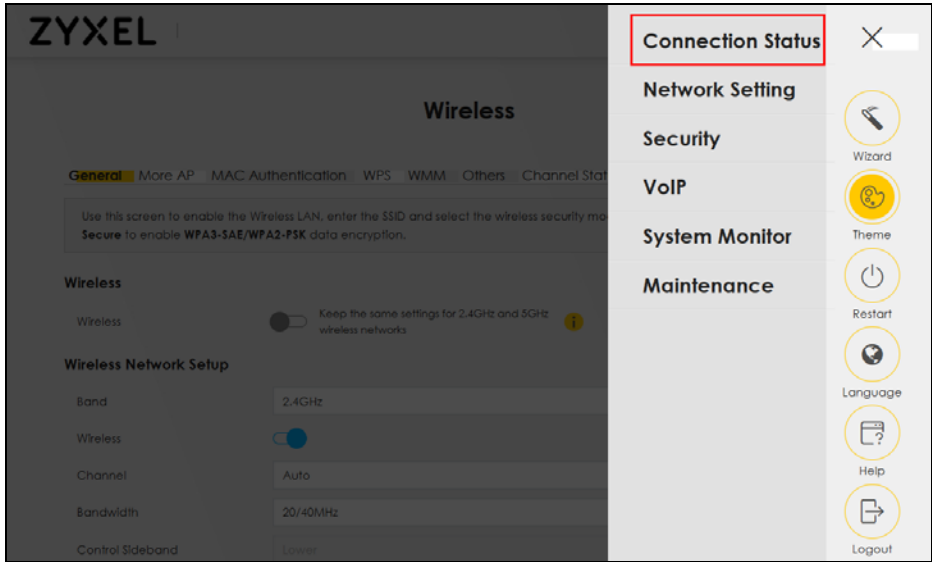 ZYXEL
Wireless
General More AP MAC Authentication WPS WMM Others Channel Stat
Use this screen to enable the Wireless LAN, enter the SSID and select the wireless security mo
Secure to enable WPA3-SAE/WPA2-PSK data encryption.
Wireless
Wireless
Keep the same settings for 2.4GHz and 5GHz
wireless networks
i
Wireless Network Setup
Band 2.4GHz
Wireless
Channel Auto
Bandwidth 20/40MHz
Control Sideband Lower
Connection Status
Network Setting
Security
VoIP
System Monitor
Maintenance
Wizard
Theme
Restart
Language
?
Help
Logout